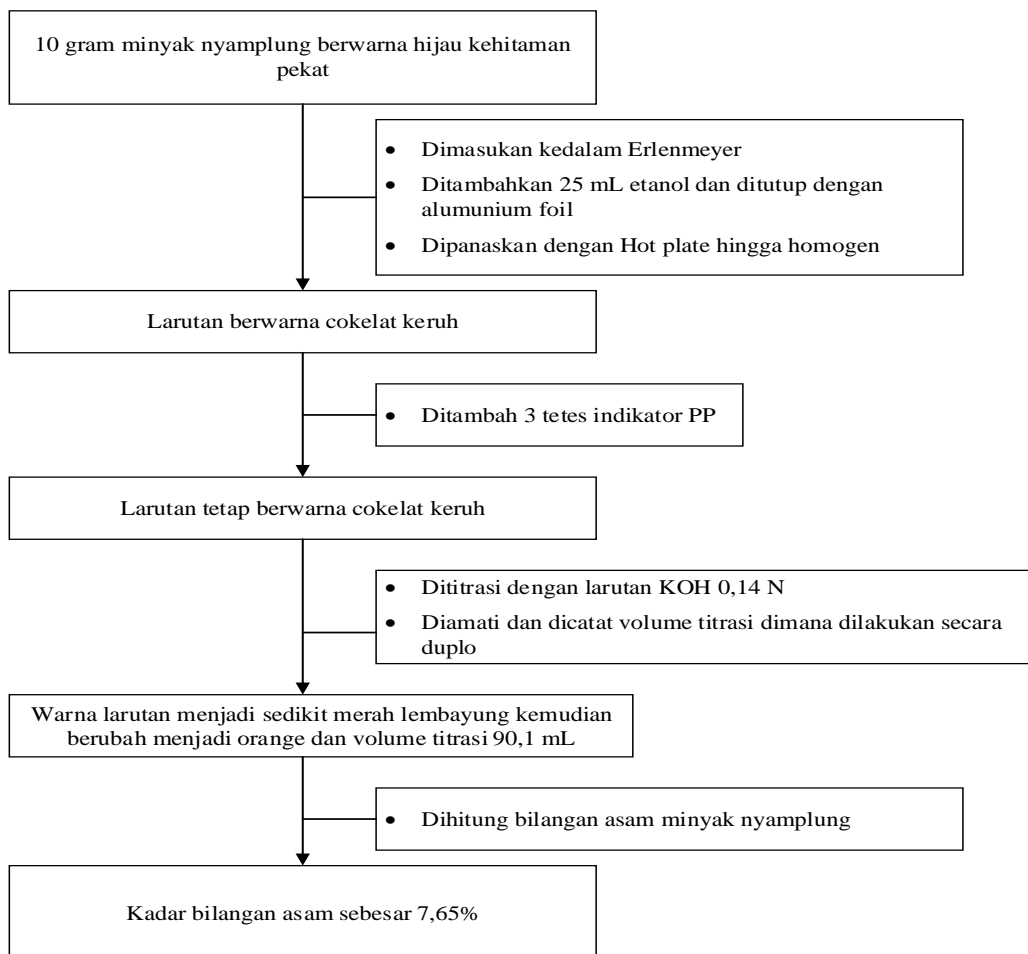 10 gram minyak nyamplung berwarna hijau kehitaman
pekat
• Dimasukan kedalam Erlenmeyer
• Ditambahkan 25 mL etanol dan ditutup dengan
alumunium foil
• Dipanaskan dengan Hot plate hingga homogen
Larutan berwarna cokelat keruh
• Ditambah 3 tetes indikator PP
Larutan tetap berwarna cokelat keruh
• Dititrasi dengan larutan KOH 0,14 N
• Diamati dan dicatat volume titrasi dimana dilakukan secara
duplo
Warna larutan menjadi sedikit merah lembayung kemudian
berubah menjadi orange dan volume titrasi 90,1 mL
• Dihitung bilangan asam minyak nyamplung
Kadar bilangan asam sebesar 7,65%